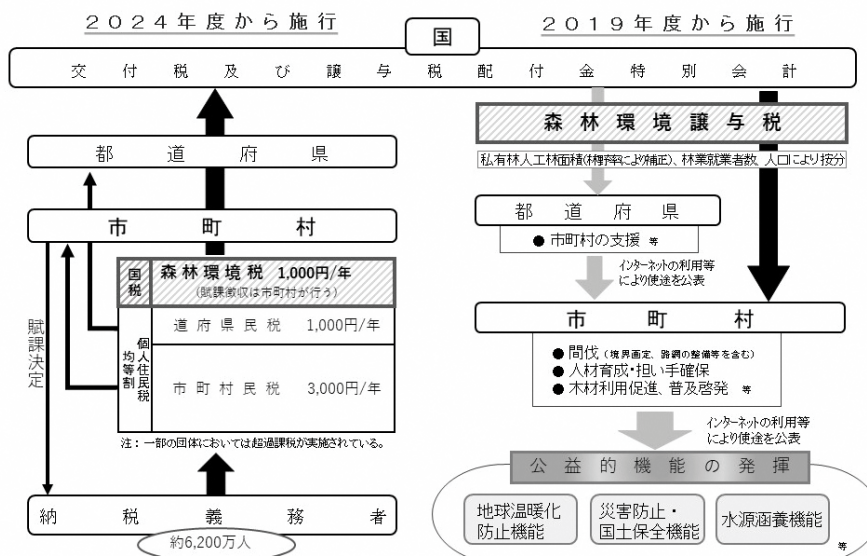 2024年度から施行
国
2019年度から施行
交付税及び譲与税配付金特別会計
都道府県
市町村
国税
森林環境税 1,000円/年
(賦課徴収は市町村が行う)
個人住民税
均等割
道府県民税 1,000円/年
市町村民税 3,000円/年
注:一部の団体においては超過課税が実施されている。
賦課決定
納税義務者
約6,200万人
森林環境譲与税
私有林人工林面積(林野率により補正)、林業就業者数、人口により按分
都道府県
● 市町村の支援 等
インターネットの利用等
により使途を公表
市町村
● 間伐(境界画定、路網の整備等を含む)
● 人材育成・担い手確保
● 木材利用促進、普及啓発 等
インターネットの利用等
により使途を公表
公益的機能の発揮
地球温暖化
防止機能
災害防止・
国土保全機能
水源涵養機能
等